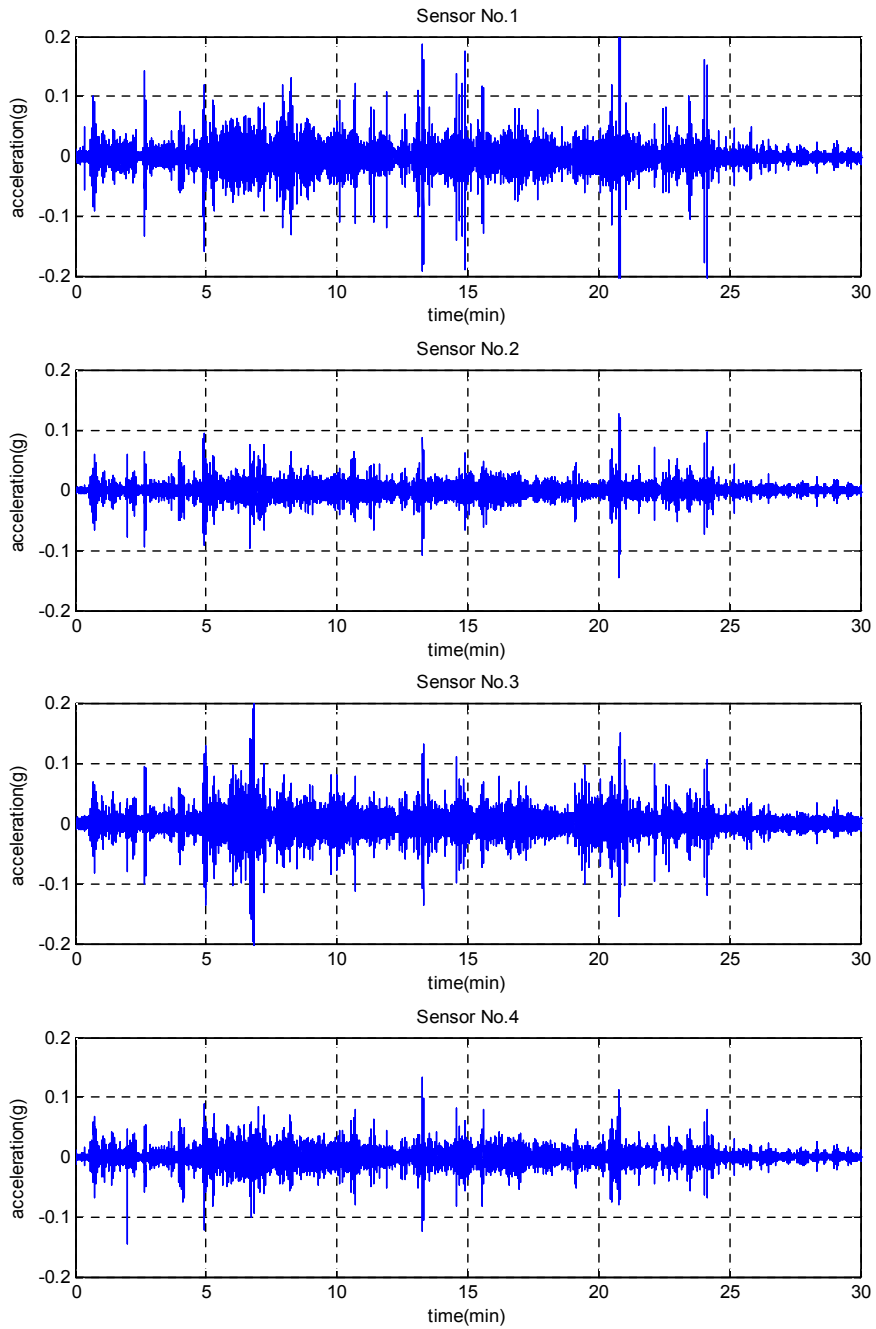 Sensor No.1
0.2
0.1
0
-0.1
-0.2
acceleration(g)
0 5 10 15 20 25 30
time(min)
Sensor No.2
0.2
0.1
0
-0.1
-0.2
acceleration(g)
0 5 10 15 20 25 30
time(min)
Sensor No.3
0.2
0.1
0
-0.1
-0.2
acceleration(g)
0 5 10 15 20 25 30
time(min)
Sensor No.4
0.2
0.1
0
-0.1
-0.2
acceleration(g)
0 5 10 15 20 25 30
time(min)